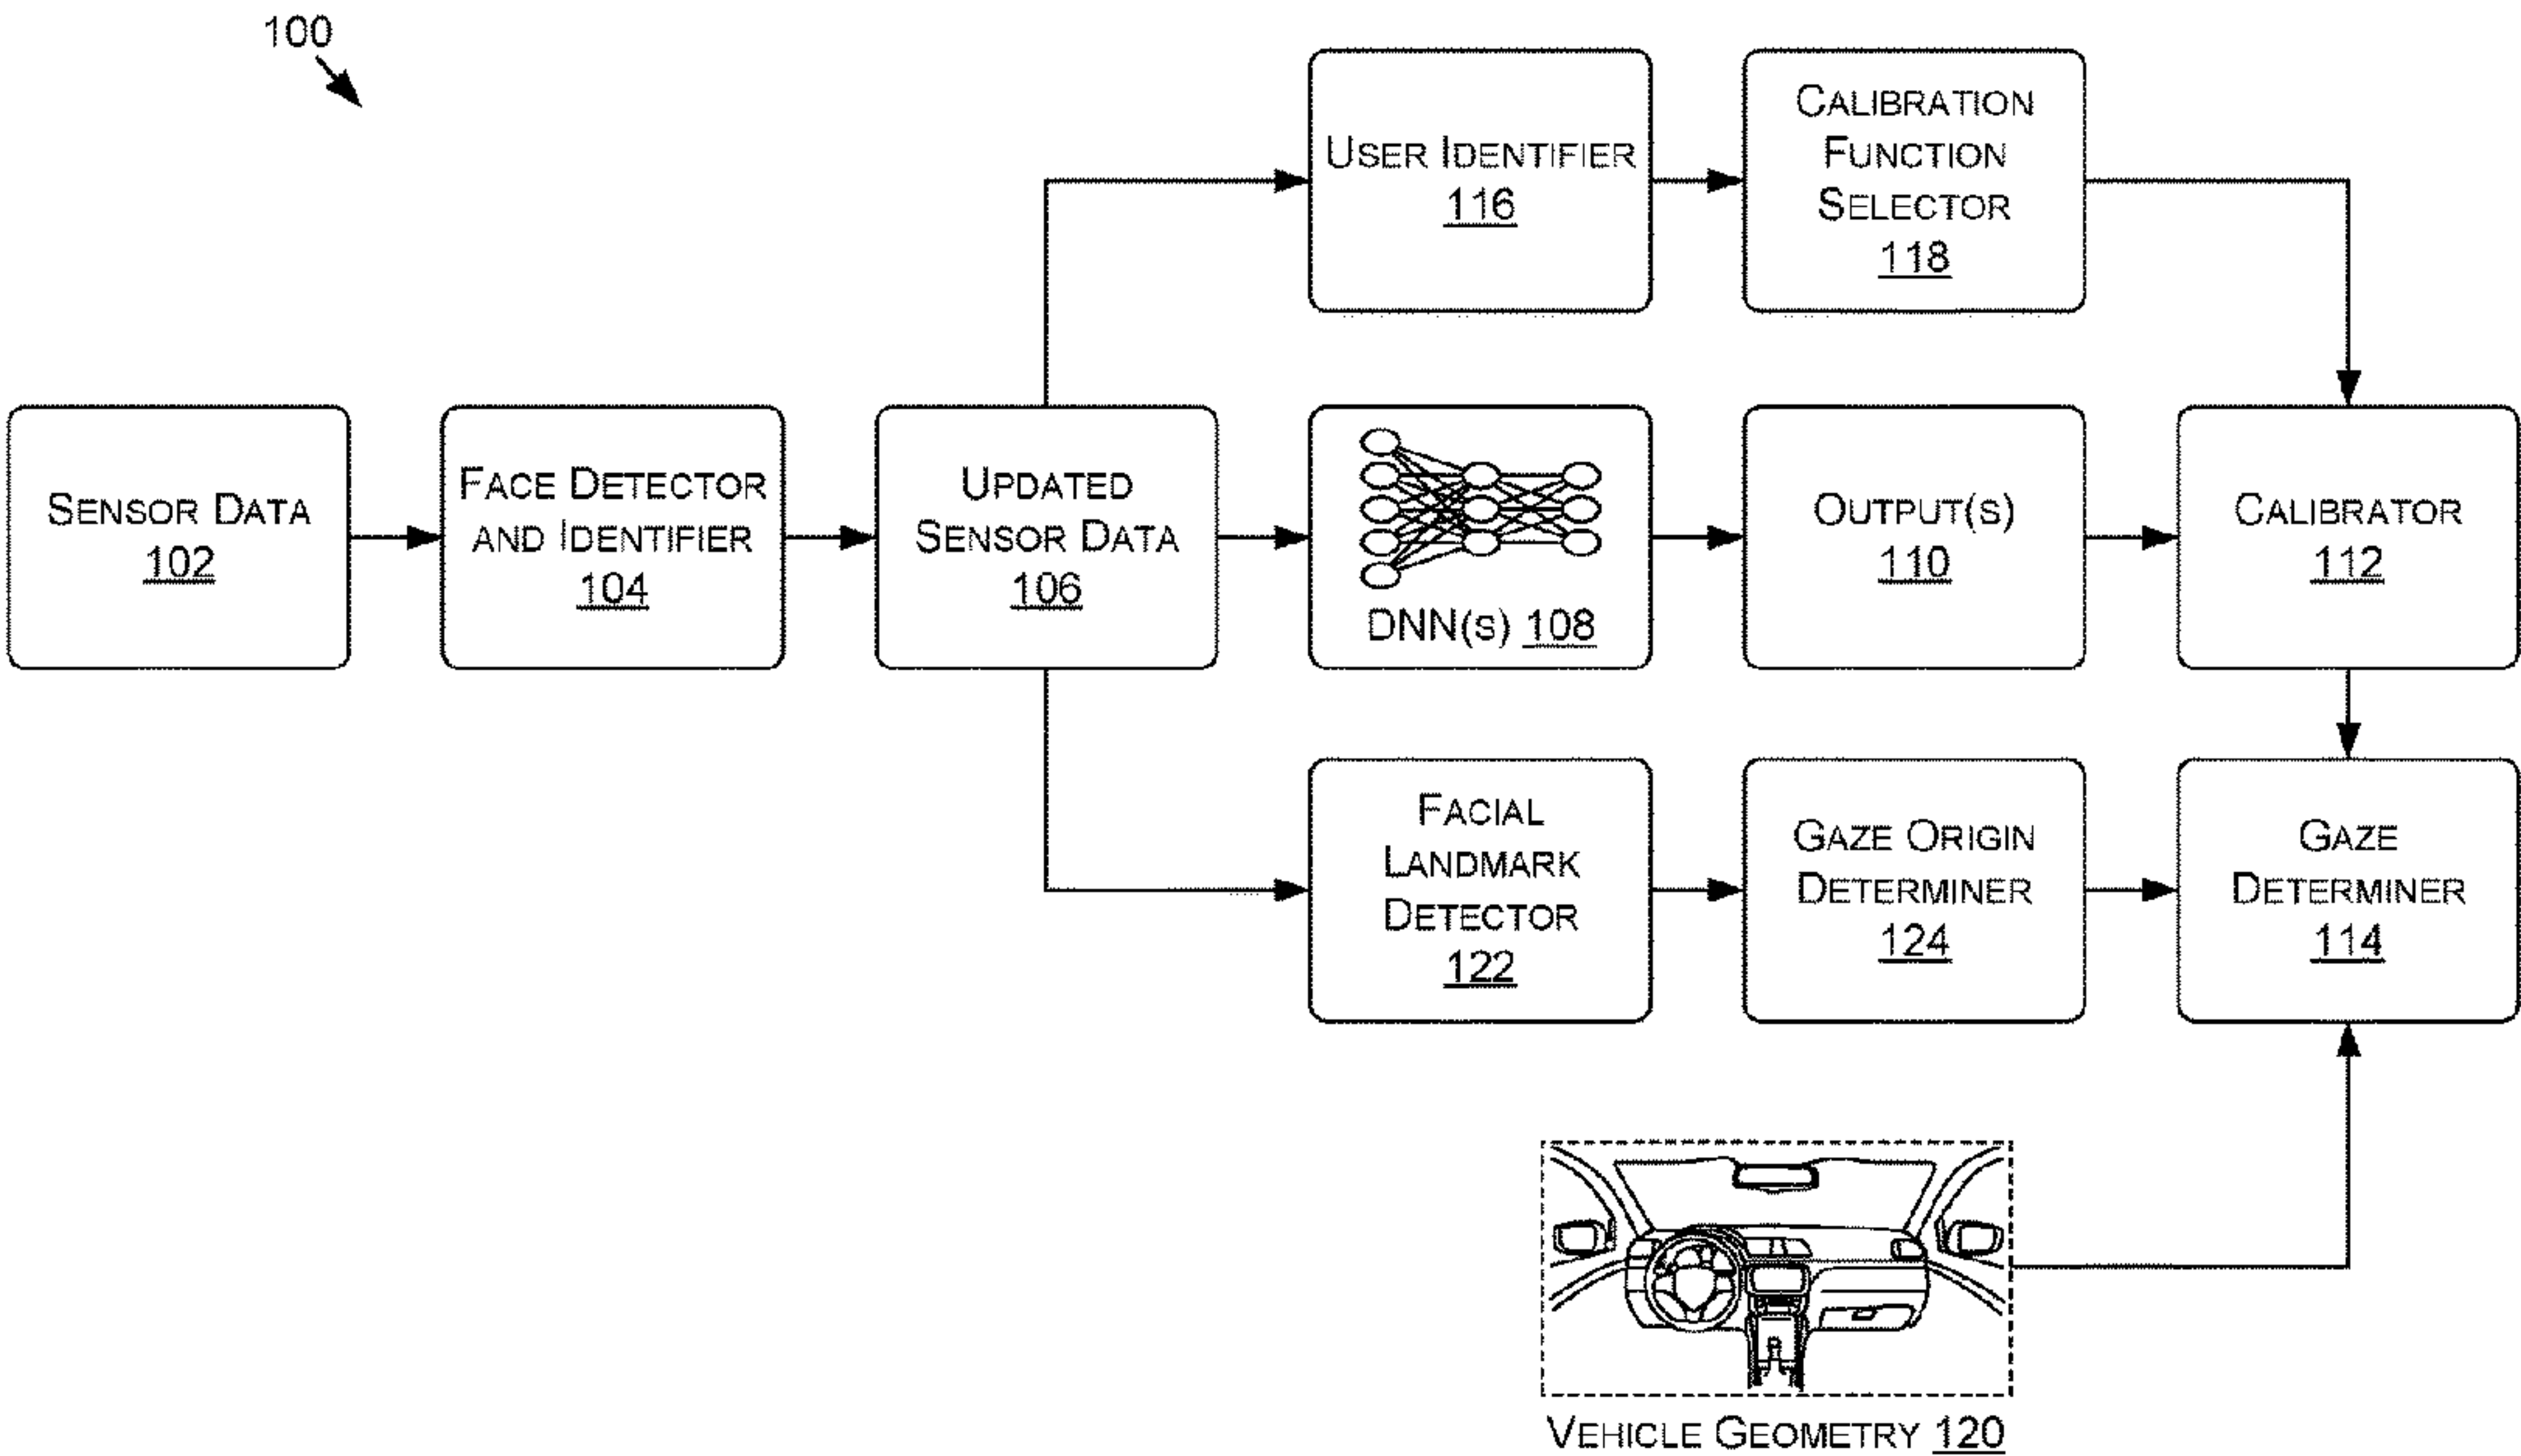 100
USER IDENTIFIER
116
CALIBRATION
FUNCTION
SELECTOR
118
SENSOR DATA
102
FACE DETECTOR
AND IDENTIFIER
104
UPDATED
SENSOR DATA
106
DNN(S) 108
OUTPUT(S)
110
CALIBRATOR
112
FACIAL
LANDMARK
DETECTOR
122
GAZE ORIGIN
DETERMINER
124
GAZE
DETERMINER
114
VEHICLE GEOMETRY 120